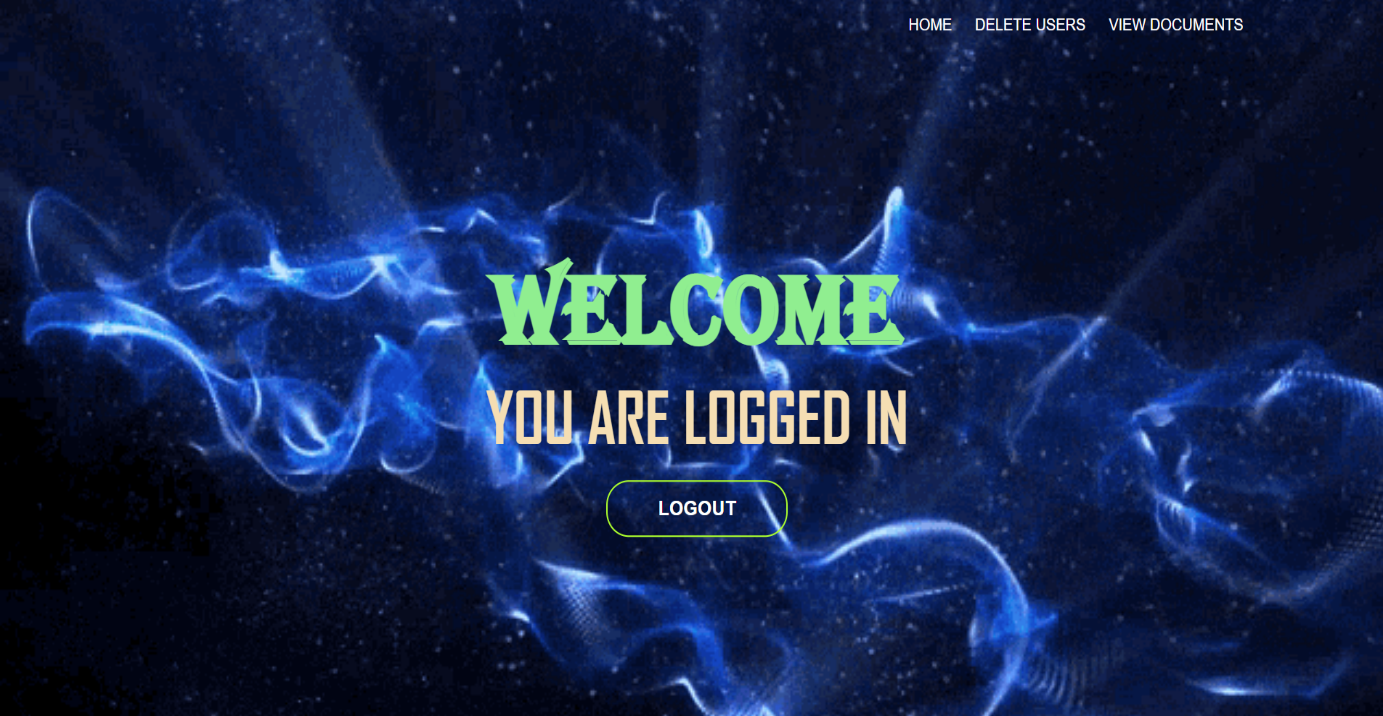 HOME DELETE USERS VIEW DOCUMENTS
WELCOME
YOU ARE LOGGED IN
LOGOUT